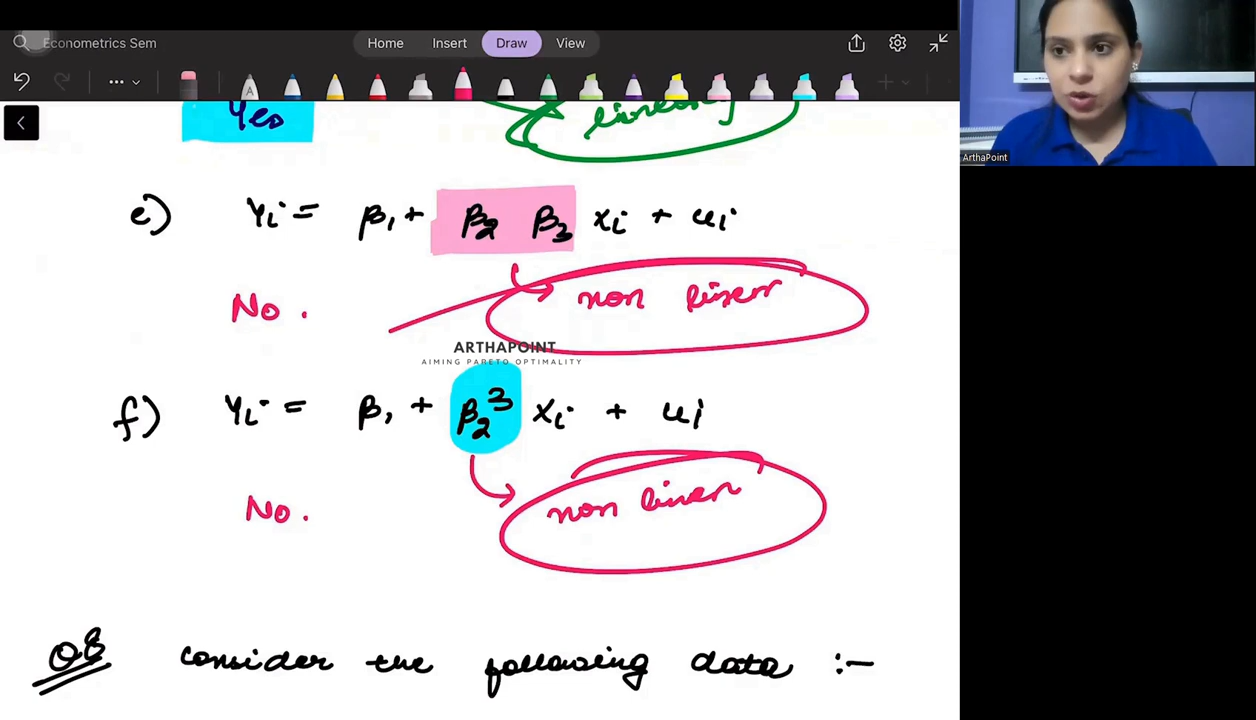 Econometrics Sem
Home Insert Draw View
Yes
linear
ArthaPoint
e) Yi = β1 + β2 β3 Xi + ui
No.
non linear
ARTHAPOINT
AIMING PARETO OPTIMALITY
f) Yi = β1 + β2³ Xi + ui
No.
non linear
Q8 Consider the following data :-